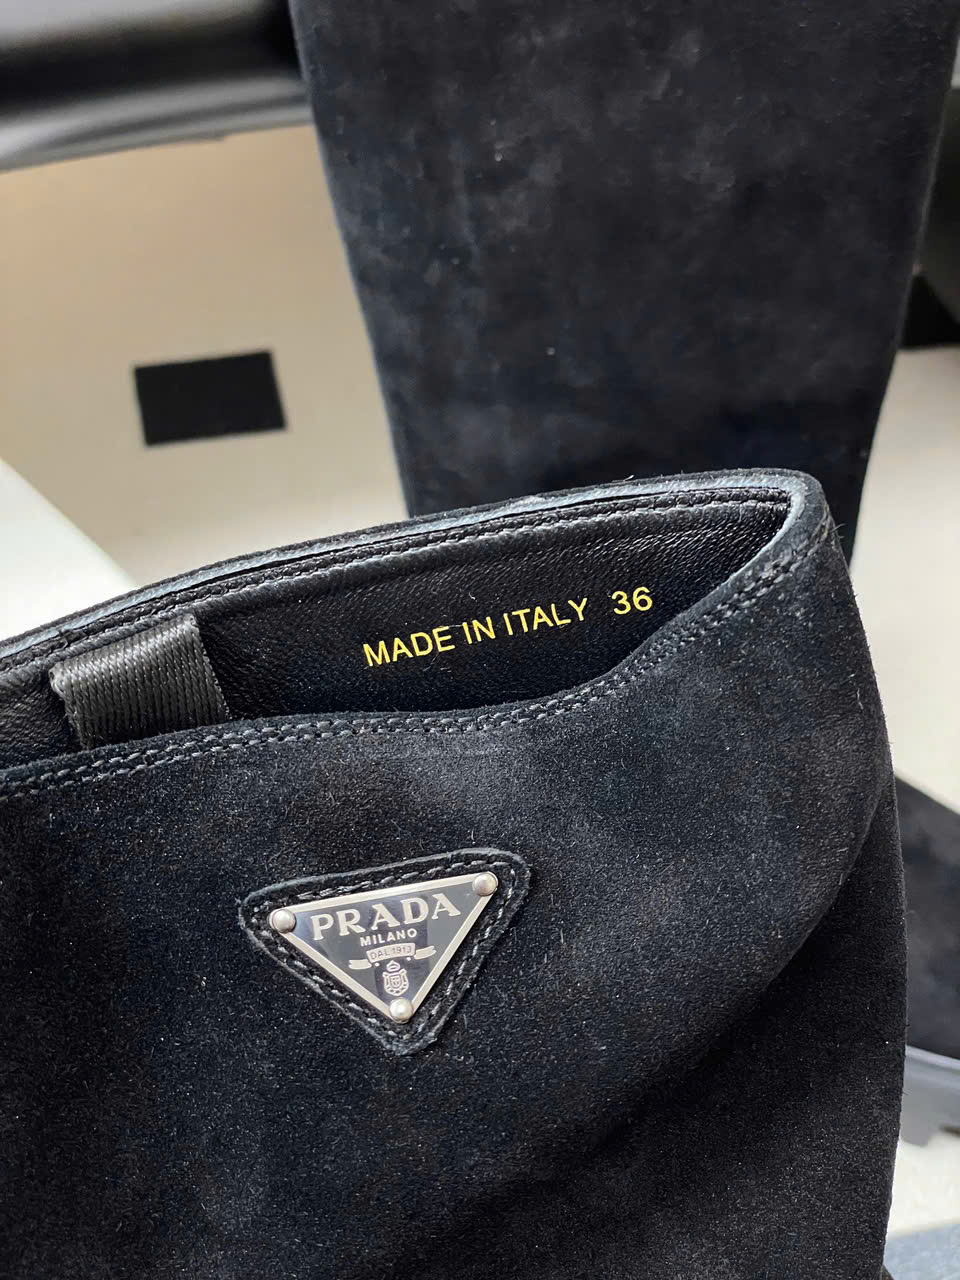 MADE IN ITALY 36
PRADA
MILANO
DAL 1913